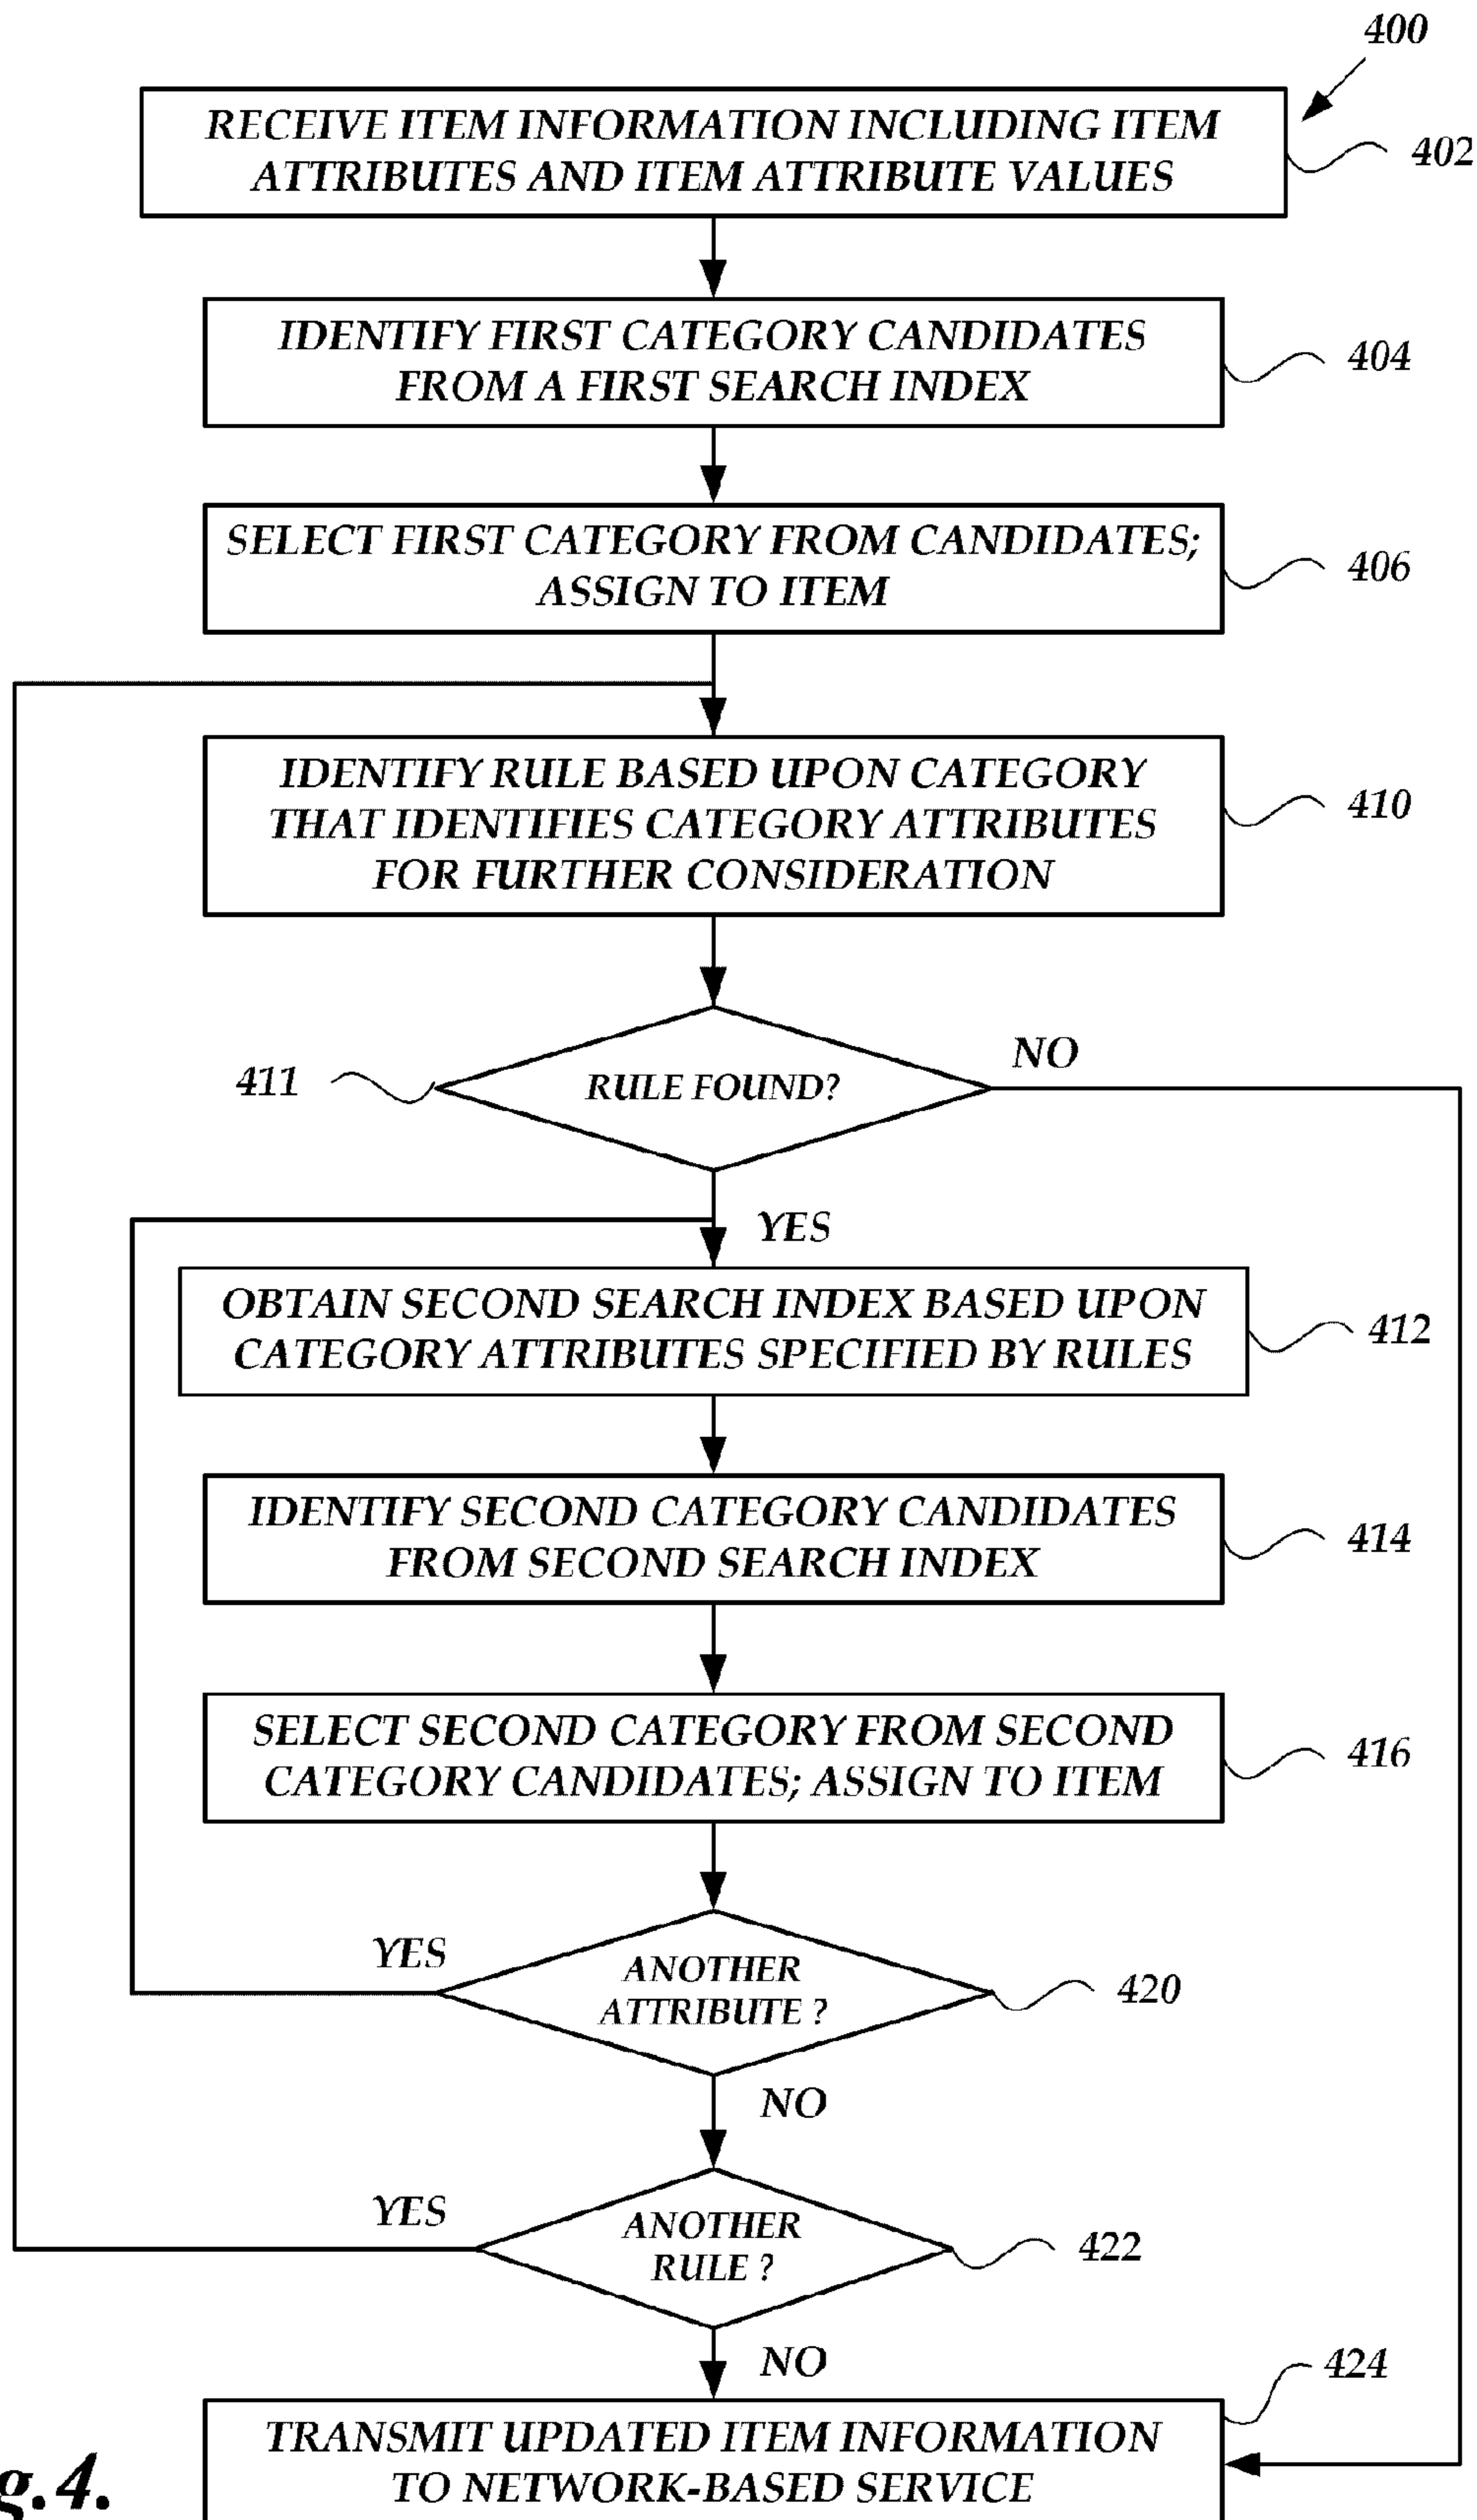 400
RECEIVE ITEM INFORMATION INCLUDING ITEM
ATTRIBUTES AND ITEM ATTRIBUTE VALUES
402
IDENTIFY FIRST CATEGORY CANDIDATES
FROM A FIRST SEARCH INDEX
404
SELECT FIRST CATEGORY FROM CANDIDATES;
ASSIGN TO ITEM
406
IDENTIFY RULE BASED UPON CATEGORY
THAT IDENTIFIES CATEGORY ATTRIBUTES
FOR FURTHER CONSIDERATION
410
411
RULE FOUND?
NO
YES
OBTAIN SECOND SEARCH INDEX BASED UPON
CATEGORY ATTRIBUTES SPECIFIED BY RULES
412
IDENTIFY SECOND CATEGORY CANDIDATES
FROM SECOND SEARCH INDEX
414
SELECT SECOND CATEGORY FROM SECOND
CATEGORY CANDIDATES; ASSIGN TO ITEM
416
YES
ANOTHER
ATTRIBUTE ?
420
NO
YES
ANOTHER
RULE ?
422
NO
424
TRANSMIT UPDATED ITEM INFORMATION
TO NETWORK-BASED SERVICE
g.4.